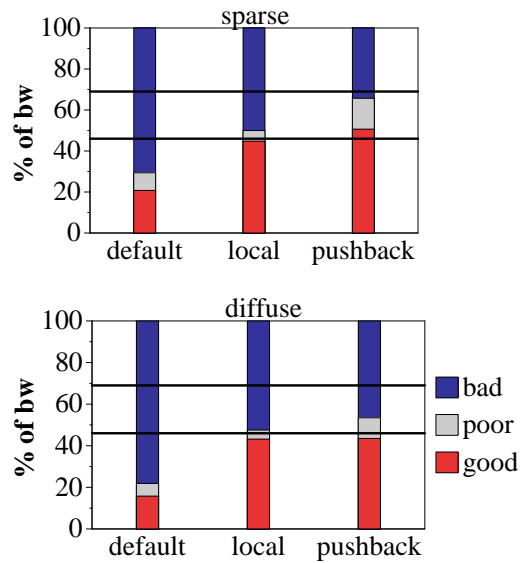 sparse
% of bw
100
80
60
40
20
0
default local pushback
diffuse
% of bw
100
80
60
40
20
0
default local pushback
bad
poor
good